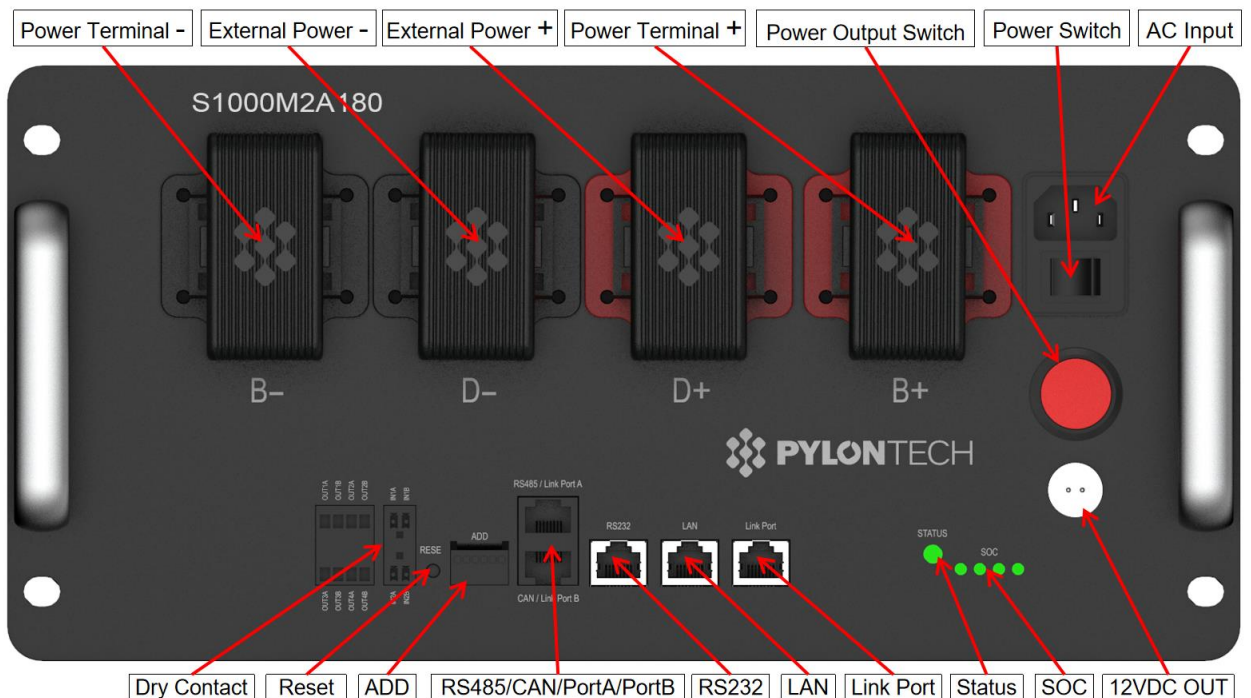 Power Terminal -
External Power -
External Power +
Power Terminal +
Power Output Switch
Power Switch
AC Input
S1000M2A180
B-
D-
D+
B+
PYLONTECH
OUT1A
OUT1B
OUT2A
OUT2B
IN1A
IN1B
RS485 / Link Port A
RESE
ADD
RS232
LAN
Link Port
STATUS
SOC
OUT3A
OUT3B
OUT4A
OUT4B
IN2B
CAN / Link Port B
Dry Contact
Reset
ADD
RS485/CAN/PortA/PortB
RS232
LAN
Link Port
Status
SOC
12VDC OUT